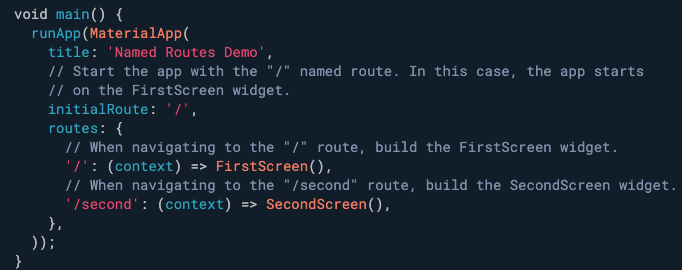 void main() {
  runApp(MaterialApp(
    title: 'Named Routes Demo',
    // Start the app with the "/" named route. In this case, the app starts
    // on the FirstScreen widget.
    initialRoute: '/',
    routes: {
      // When navigating to the "/" route, build the FirstScreen widget.
      '/': (context) => FirstScreen(),
      // When navigating to the "/second" route, build the SecondScreen widget.
      '/second': (context) => SecondScreen(),
    },
  ));
}